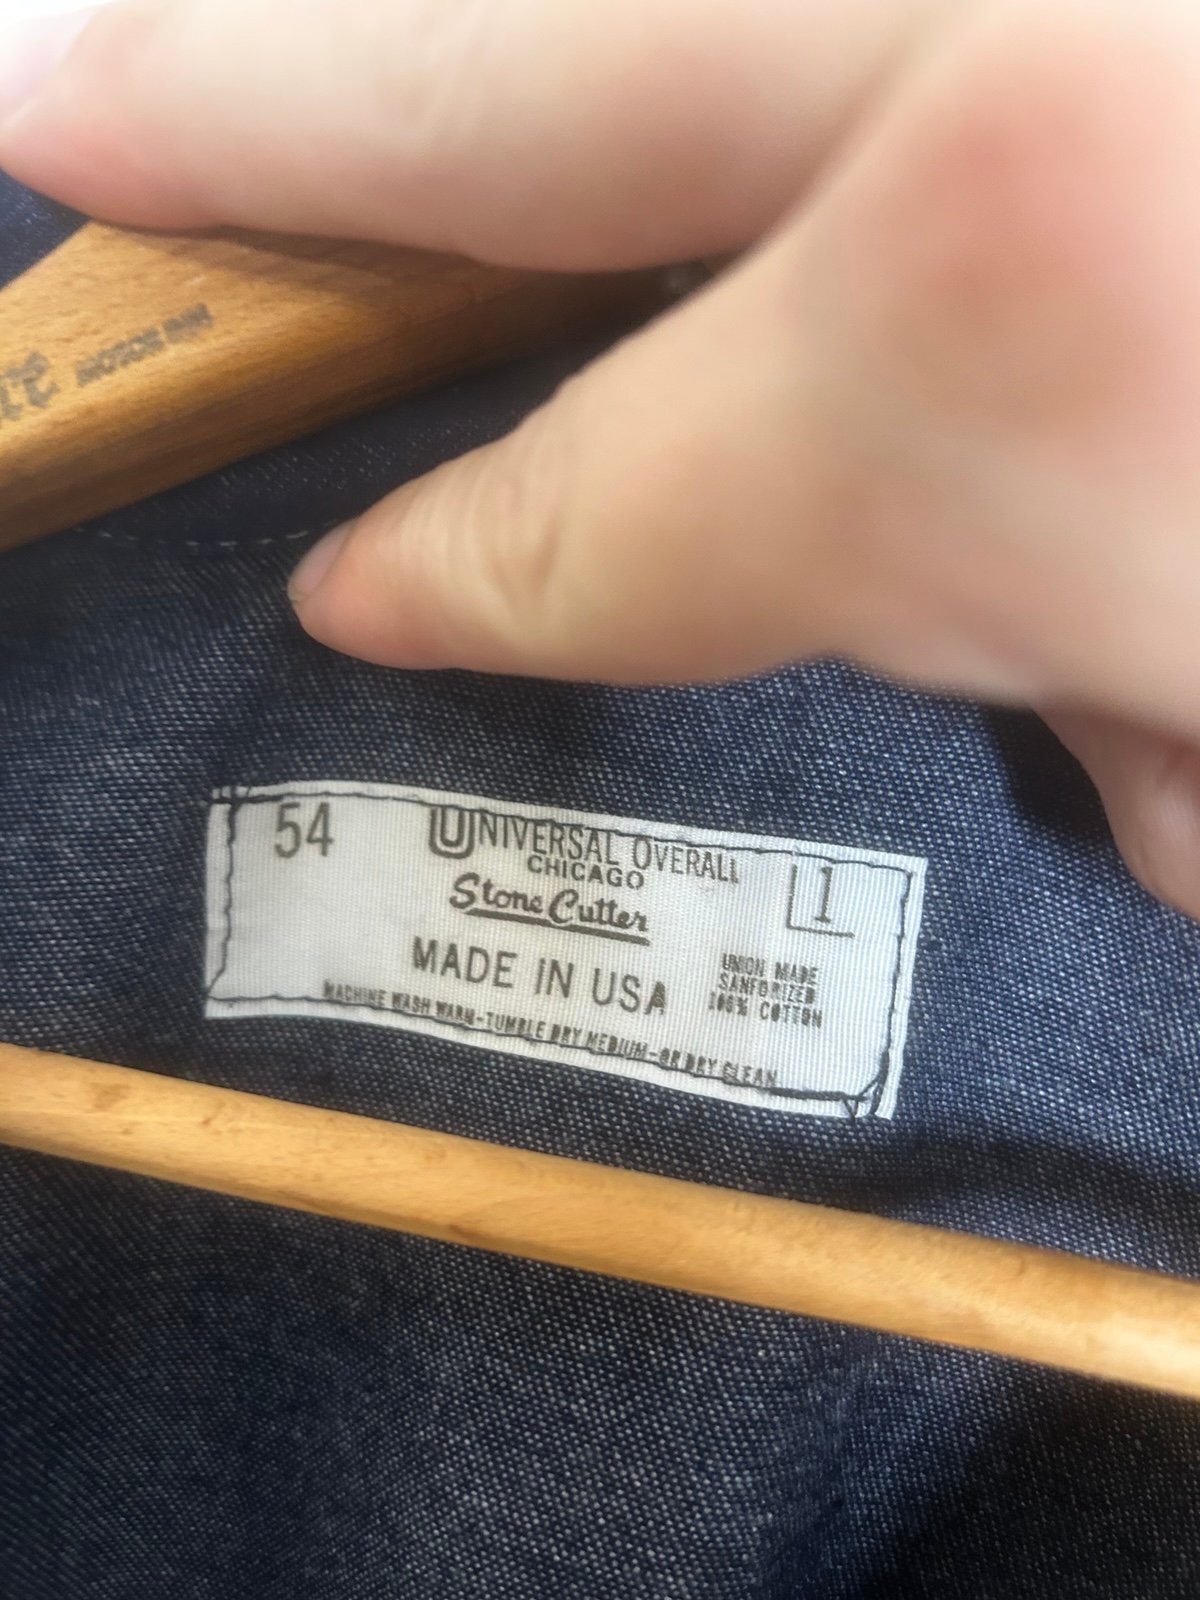 54
UNIVERSAL OVERALL
CHICAGO
Stone Cutter
1
MADE IN USA
UNION MADE
SANFORIZED
100% COTTON
MACHINE WASH WARM-TUMBLE DRY MEDIUM-OR DRY CLEAN